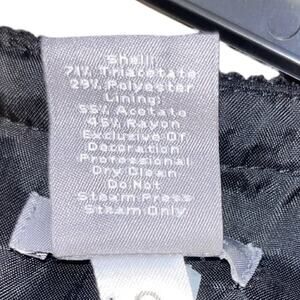 Shell:
71% Triacetate
29% Polyester
Lining:
55% Acetate
45% Rayon
Exclusive Of
Decoration
Professional
Dry Clean
Do Not
Steam Press
Steam Only